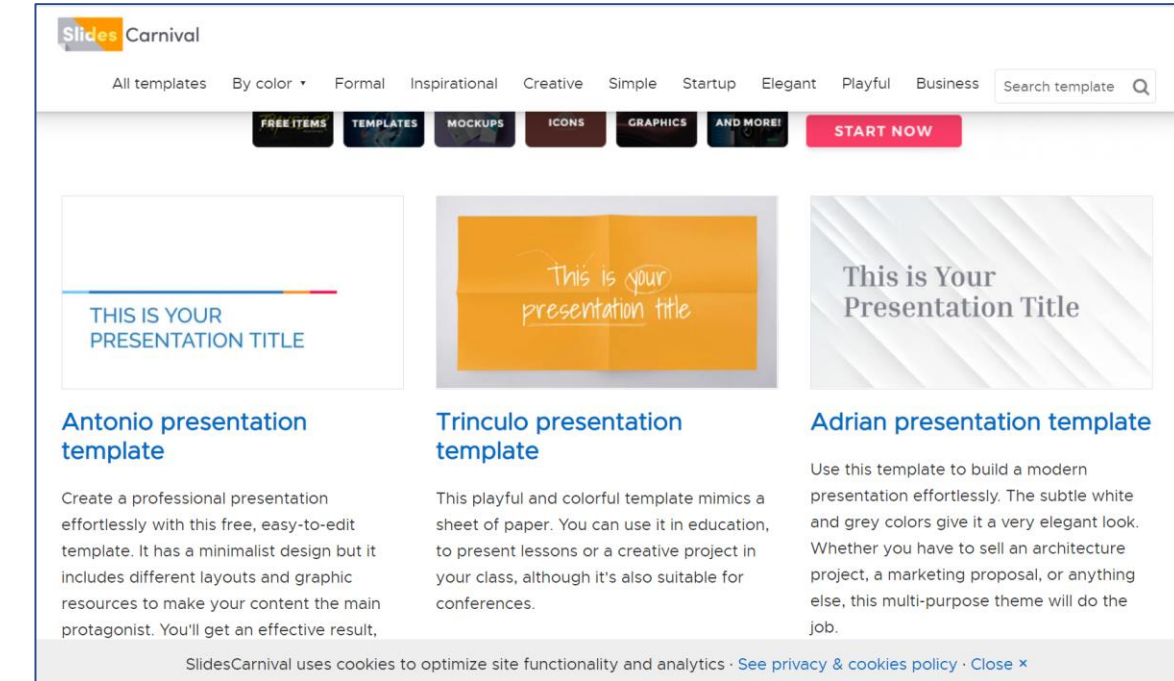 Slides Carnival
All templates By color ▾ Formal Inspirational Creative Simple Startup Elegant Playful Business Search template
FREE ITEMS TEMPLATES MOCKUPS ICONS GRAPHICS AND MORE! START NOW
THIS IS YOUR
PRESENTATION TITLE
This is your
presentation title
This is Your
Presentation Title
Antonio presentation
template
Create a professional presentation
effortlessly with this free, easy-to-edit
template. It has a minimalist design but it
includes different layouts and graphic
resources to make your content the main
protagonist. You'll get an effective result,
Trinculo presentation
template
This playful and colorful template mimics a
sheet of paper. You can use it in education,
to present lessons or a creative project in
your class, although it's also suitable for
conferences.
Adrian presentation template
Use this template to build a modern
presentation effortlessly. The subtle white
and grey colors give it a very elegant look.
Whether you have to sell an architecture
project, a marketing proposal, or anything
else, this multi-purpose theme will do the
job.
SlidesCarnival uses cookies to optimize site functionality and analytics · See privacy & cookies policy · Close ×